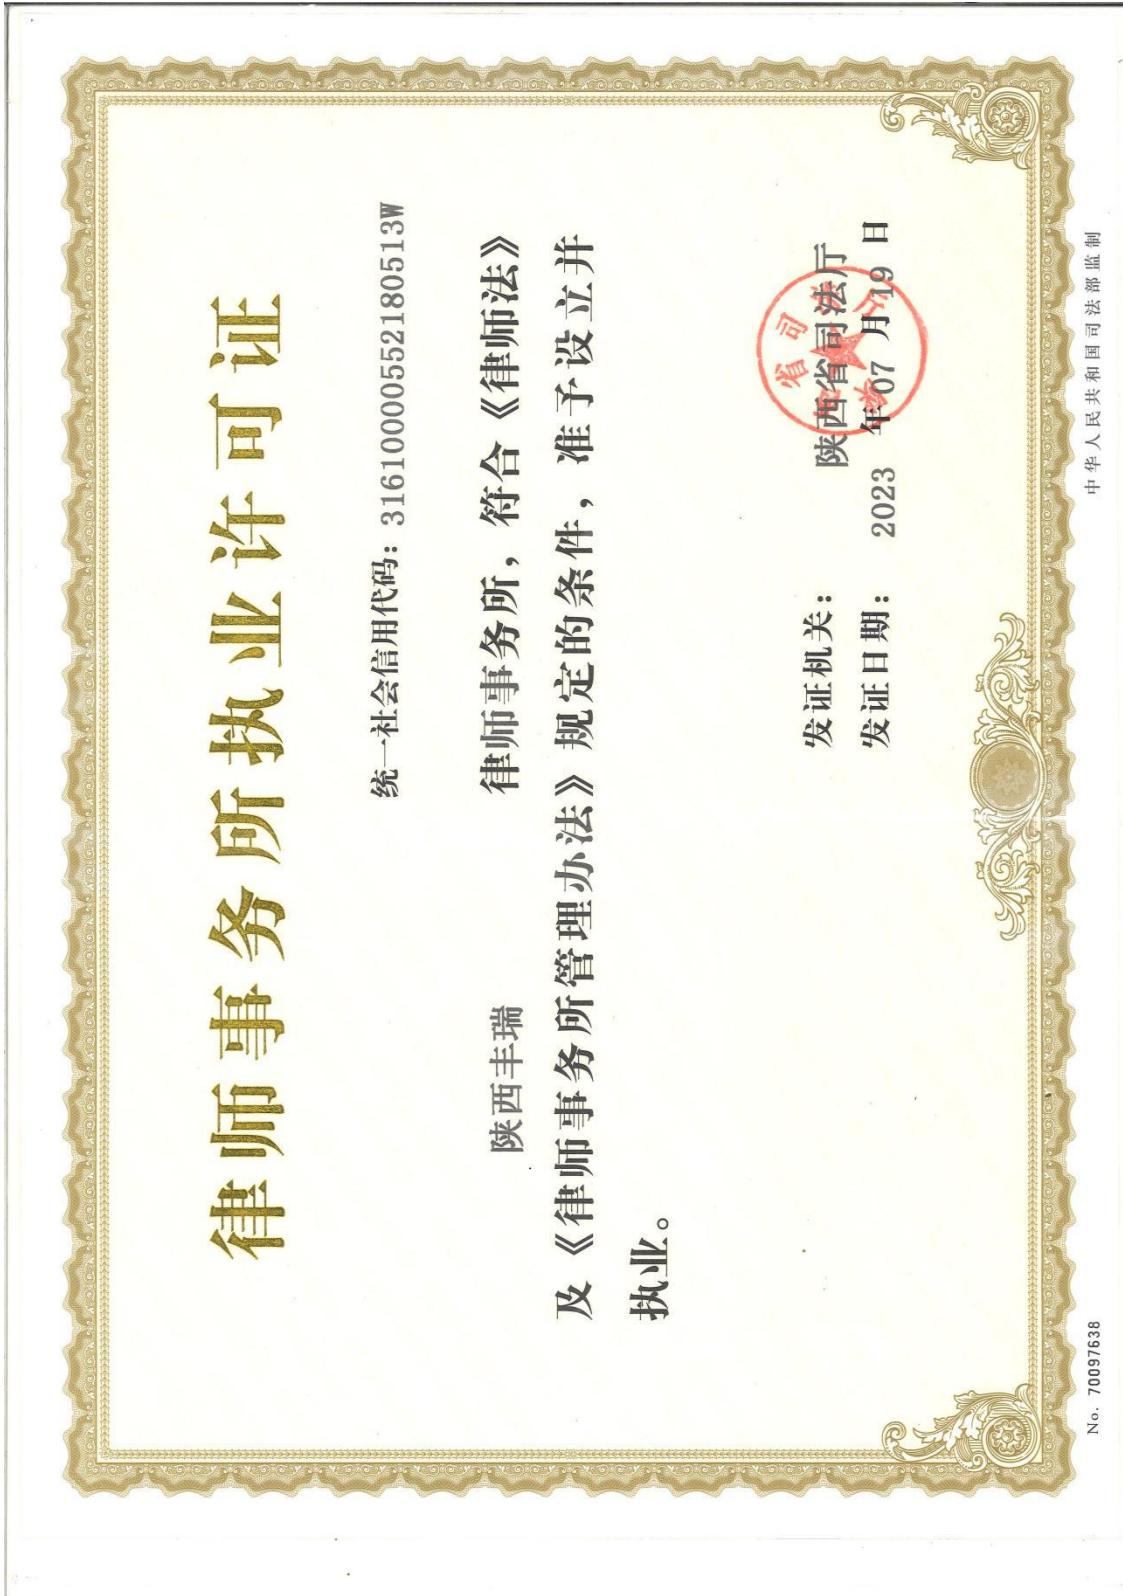 律师事务所执业许可证
统一社会信用代码：31610000552180513W
陕西丰瑞 律师事务所，符合《律师法》
及《律师事务所管理办法》规定的条件，准予设立并
执业。
发证机关： 陕西省司法厅
发证日期： 2023 年 07 月 19 日
No. 70097638
中华人民共和国司法部监制